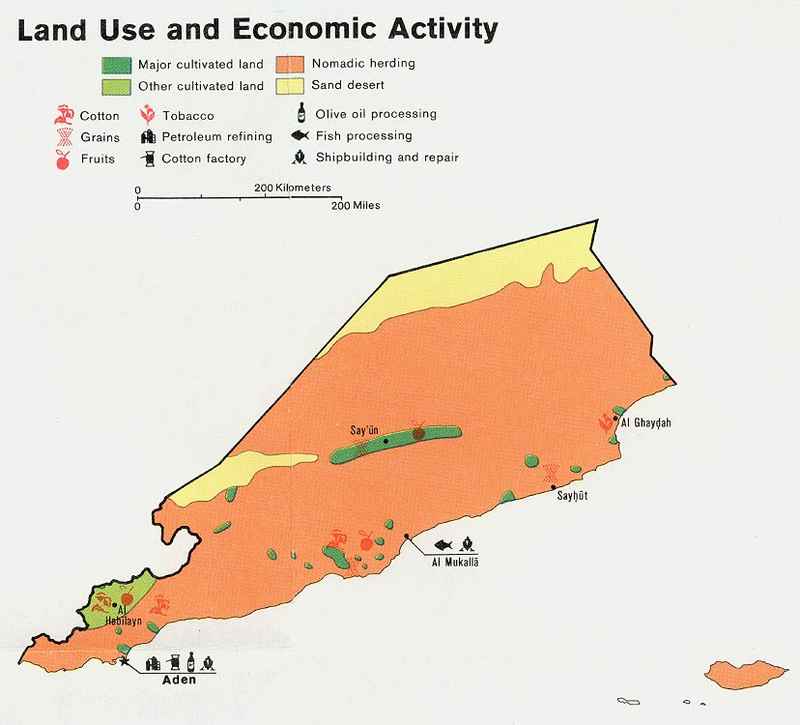 Land Use and Economic Activity
Major cultivated land
Nomadic herding
Other cultivated land
Sand desert
Cotton
Tobacco
Olive oil processing
Grains
Petroleum refining
Fish processing
Fruits
Cotton factory
Shipbuilding and repair
0 200 Kilometers
0 200 Miles
Say'ūn
Al Ghayḍah
Sayḥūt
Al Mukallā
Al
Habīlayn
Aden